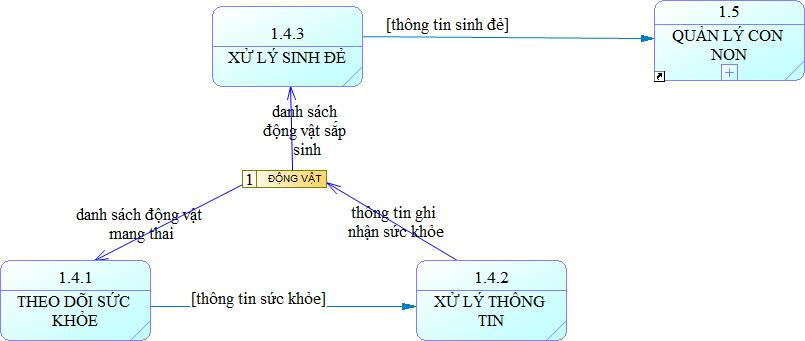 1.4.3
XỬ LÝ SINH ĐẺ
[thông tin sinh đẻ]
1.5
QUẢN LÝ CON
NON
danh sách
động vật sắp
sinh
1 ĐỘNG VẬT
danh sách động vật
mang thai
thông tin ghi
nhận sức khỏe
1.4.1
THEO DÕI SỨC
KHỎE
[thông tin sức khỏe]
1.4.2
XỬ LÝ THÔNG
TIN